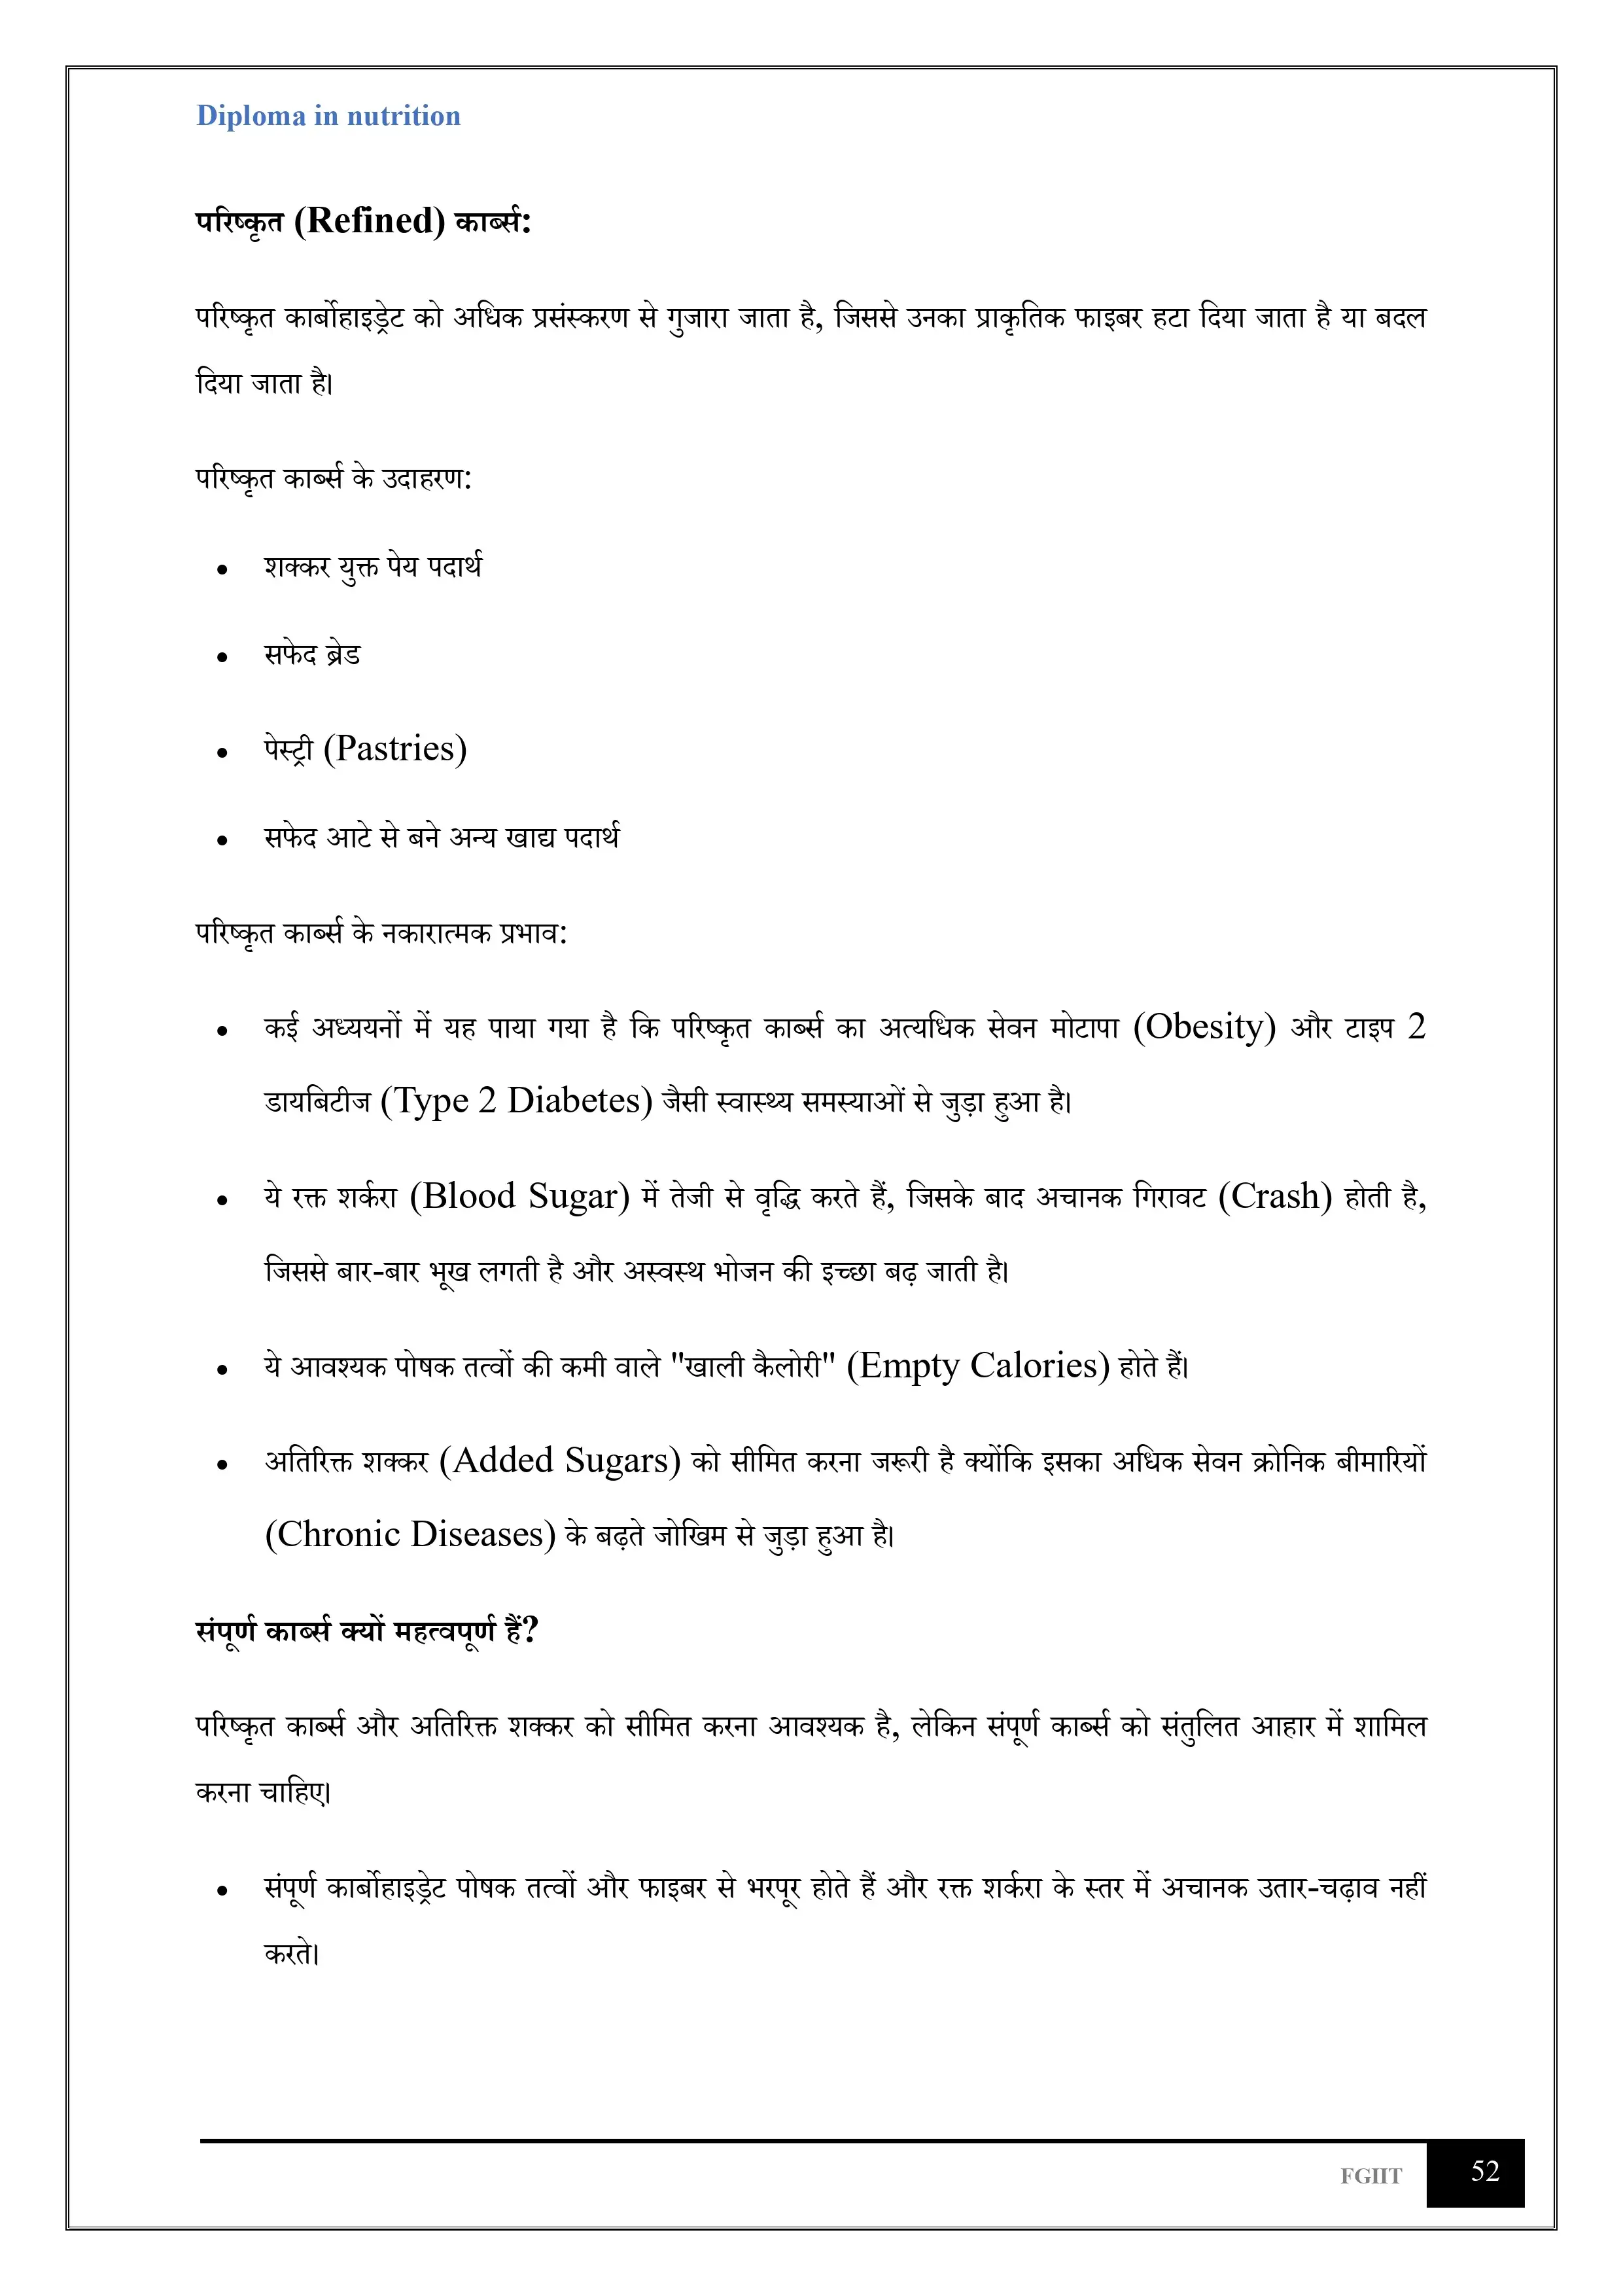 Diploma in nutrition
परिष्कृत (Refined) कार्ब्स:
परिष्कृत कार्बोहाइड्रेट को अधिक प्रसंस्करण से गुजारा जाता है, जिससे उनका प्राकृतिक फाइबर हटा दिया जाता है या बदल
दिया जाता है।
परिष्कृत कार्ब्स के उदाहरण:
• शक्कर युक्त पेय पदार्थ
• सफेद ब्रेड
• पेस्ट्री (Pastries)
• सफेद आटे से बने अन्य खाद्य पदार्थ
परिष्कृत कार्ब्स के नकारात्मक प्रभाव:
• कई अध्ययनों में यह पाया गया है कि परिष्कृत कार्ब्स का अत्यधिक सेवन मोटापा (Obesity) और टाइप 2
डायबिटीज (Type 2 Diabetes) जैसी स्वास्थ्य समस्याओं से जुड़ा हुआ है।
• ये रक्त शर्करा (Blood Sugar) में तेजी से वृद्धि करते हैं, जिसके बाद अचानक गिरावट (Crash) होती है,
जिससे बार-बार भूख लगती है और अस्वस्थ भोजन की इच्छा बढ़ जाती है।
• ये आवश्यक पोषक तत्वों की कमी वाले "खाली कैलोरी" (Empty Calories) होते हैं।
• अतिरिक्त शक्कर (Added Sugars) को सीमित करना जरूरी है क्योंकि इसका अधिक सेवन क्रोनिक बीमारियों
(Chronic Diseases) के बढ़ते जोखिम से जुड़ा हुआ है।
संपूर्ण कार्ब्स क्यों महत्वपूर्ण हैं?
परिष्कृत कार्ब्स और अतिरिक्त शक्कर को सीमित करना आवश्यक है, लेकिन संपूर्ण कार्ब्स को संतुलित आहार में शामिल
करना चाहिए।
• संपूर्ण कार्बोहाइड्रेट पोषक तत्वों और फाइबर से भरपूर होते हैं और रक्त शर्करा के स्तर में अचानक उतार-चढ़ाव नहीं
करते।
FGIIT 52